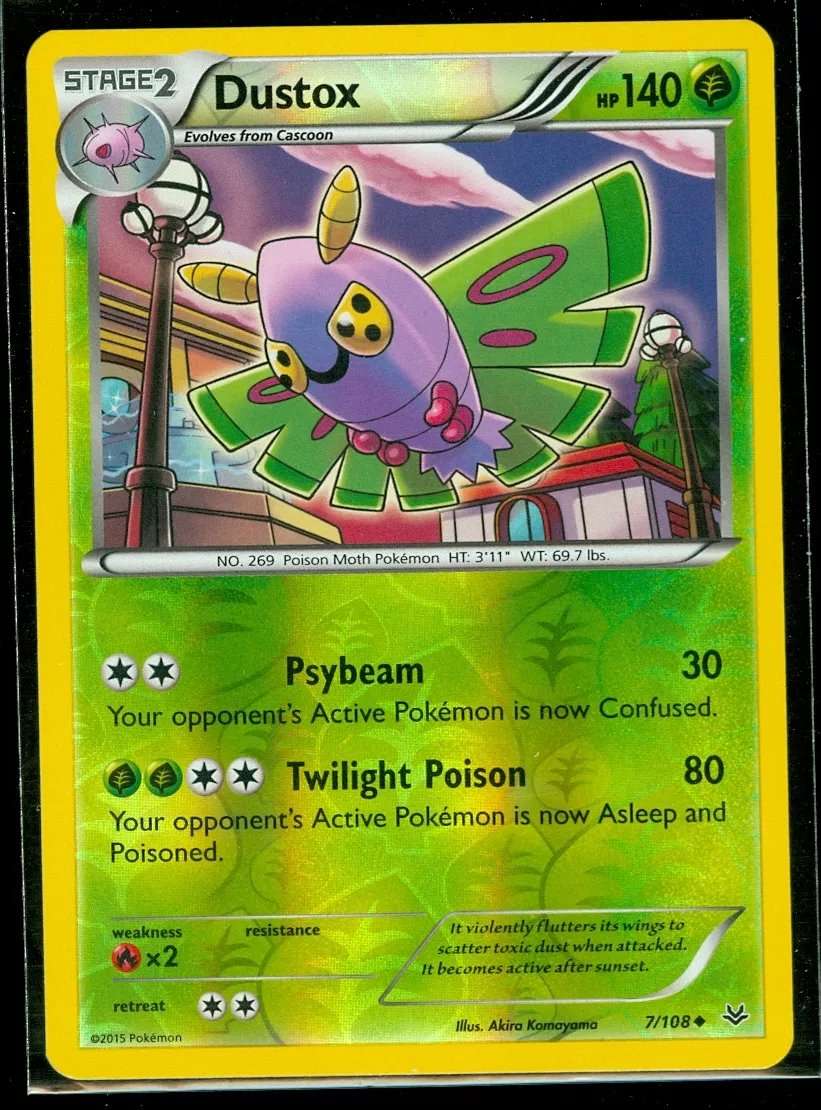 STAGE2
Dustox
HP 140
Evolves from Cascoon
NO. 269 Poison Moth Pokémon HT: 3'11" WT: 69.7 lbs.
Psybeam 30
Your opponent's Active Pokémon is now Confused.
Twilight Poison 80
Your opponent's Active Pokémon is now Asleep and
Poisoned.
weakness resistance
×2
It violently flutters its wings to
scatter toxic dust when attacked.
It becomes active after sunset.
retreat
Illus. Akira Komayama 7/108
©2015 Pokémon